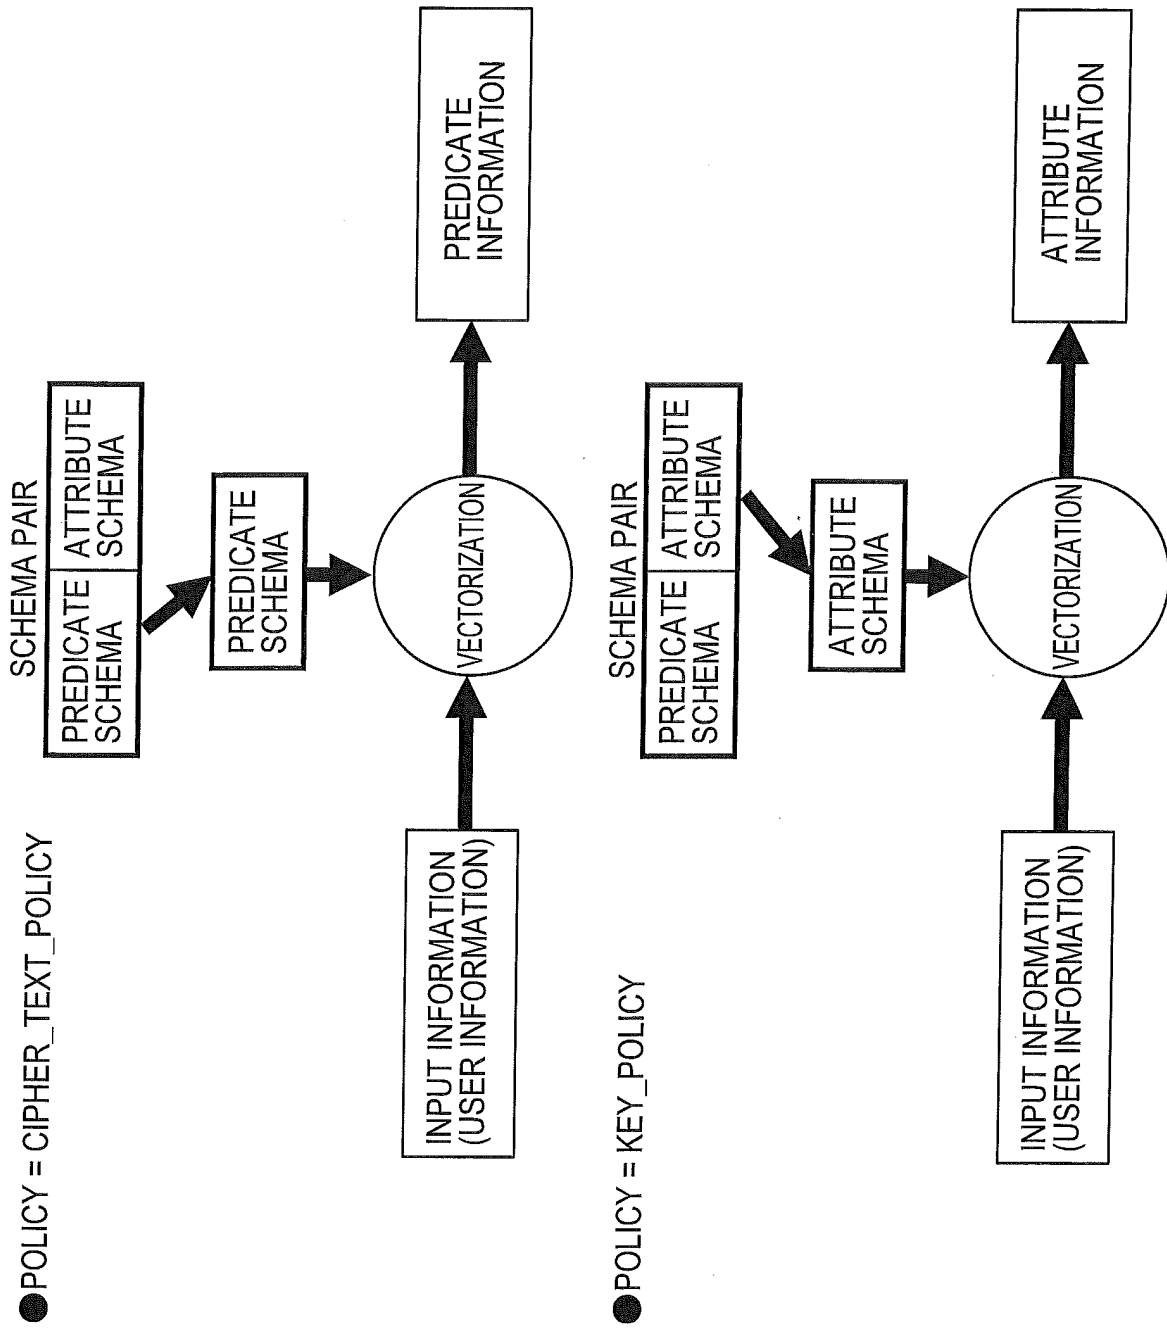 ●POLICY = CIPHER_TEXT_POLICY
SCHEMA PAIR
PREDICATE
SCHEMA
ATTRIBUTE
SCHEMA
PREDICATE
SCHEMA
INPUT INFORMATION
(USER INFORMATION)
VECTORIZATION
PREDICATE
INFORMATION
●POLICY = KEY_POLICY
SCHEMA PAIR
PREDICATE
SCHEMA
ATTRIBUTE
SCHEMA
ATTRIBUTE
SCHEMA
INPUT INFORMATION
(USER INFORMATION)
VECTORIZATION
ATTRIBUTE
INFORMATION